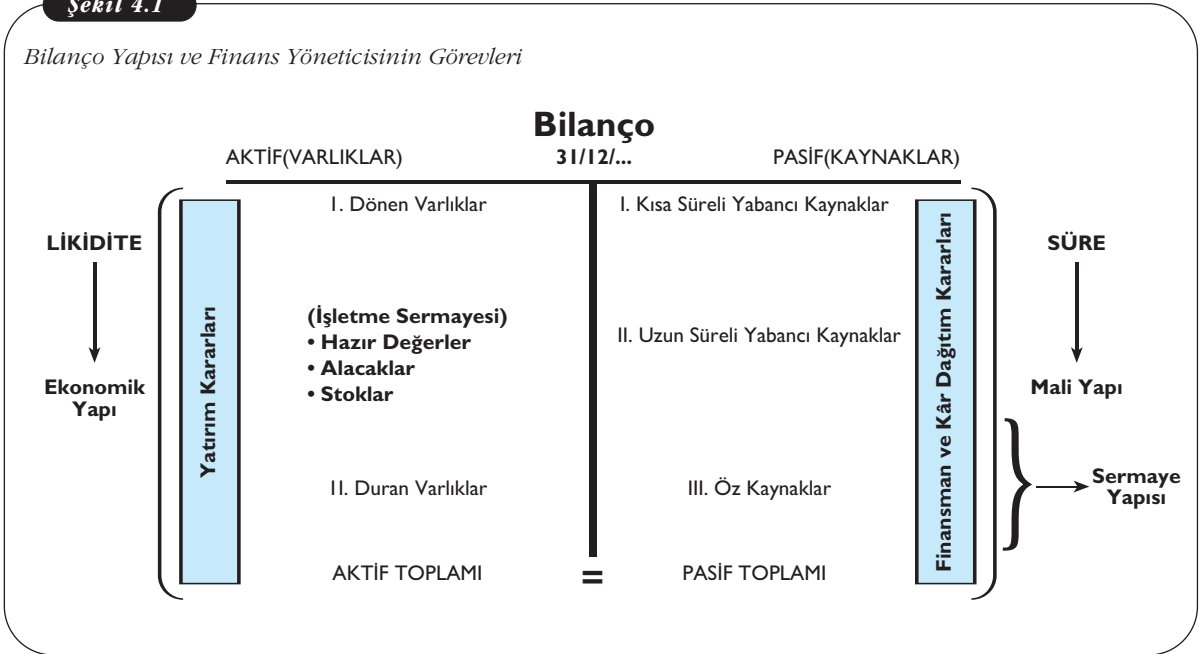 Şekil 4.1
Bilanço Yapısı ve Finans Yöneticisinin Görevleri
Bilanço
AKTİF(VARLIKLAR) 31/12/... PASİF(KAYNAKLAR)
LİKİDİTE
Ekonomik
Yapı
Yatırım Kararları
I. Dönen Varlıklar
(İşletme Sermayesi)
• Hazır Değerler
• Alacaklar
• Stoklar
II. Duran Varlıklar
I. Kısa Süreli Yabancı Kaynaklar
II. Uzun Süreli Yabancı Kaynaklar
III. Öz Kaynaklar
AKTİF TOPLAMI = PASİF TOPLAMI
Finansman ve Kâr Dağıtım Kararları
SÜRE
Mali Yapı
Sermaye
Yapısı